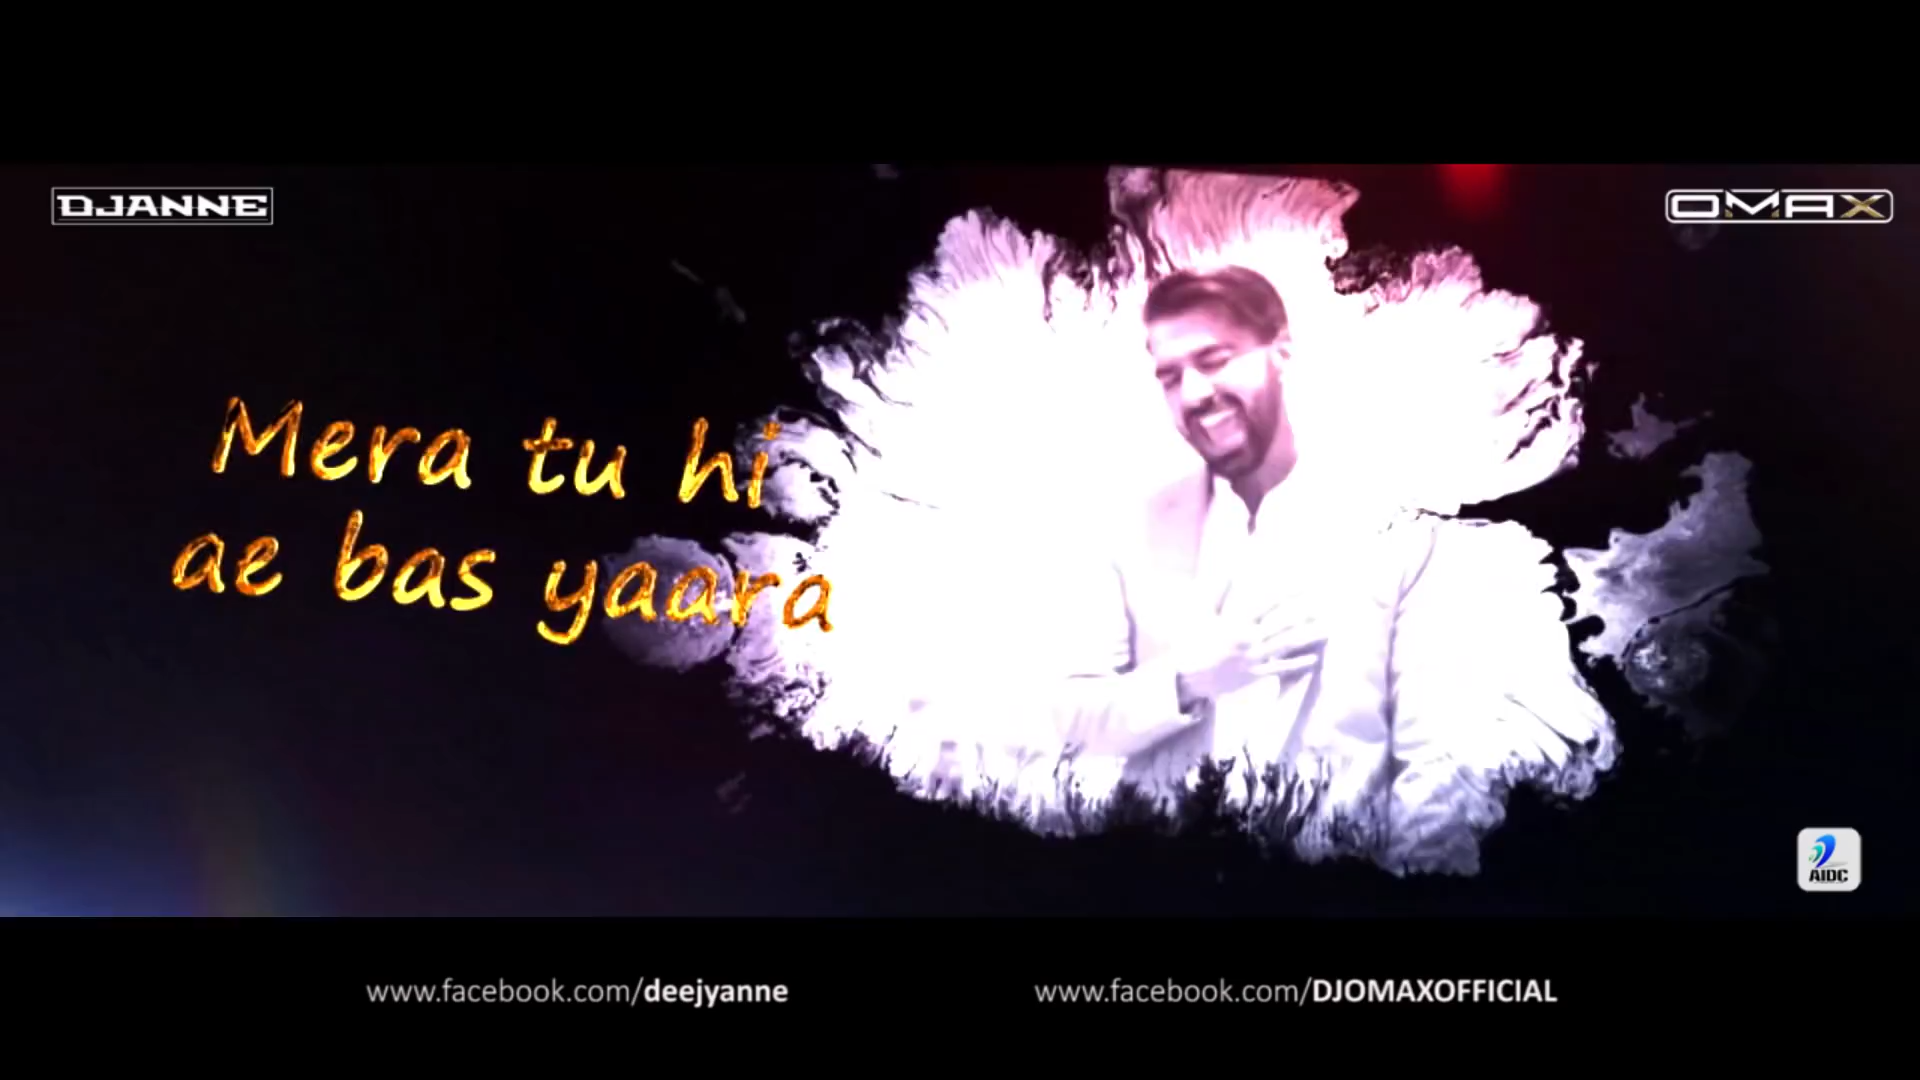 DJANNE
OMAX
Mera tu hi
ae bas yaara
AIDC
www.facebook.com/deejyanne
www.facebook.com/DJOMAXOFFICIAL